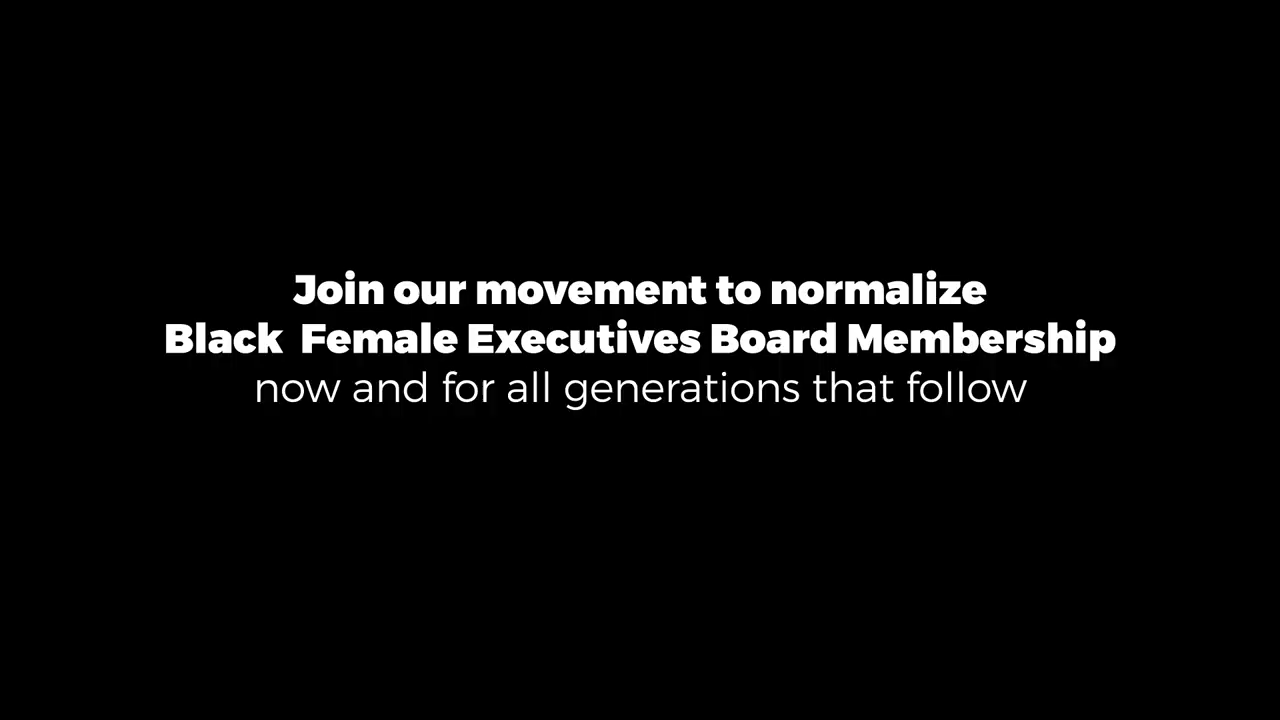 Join our movement to normalize
Black  Female Executives Board Membership
now and for all generations that follow